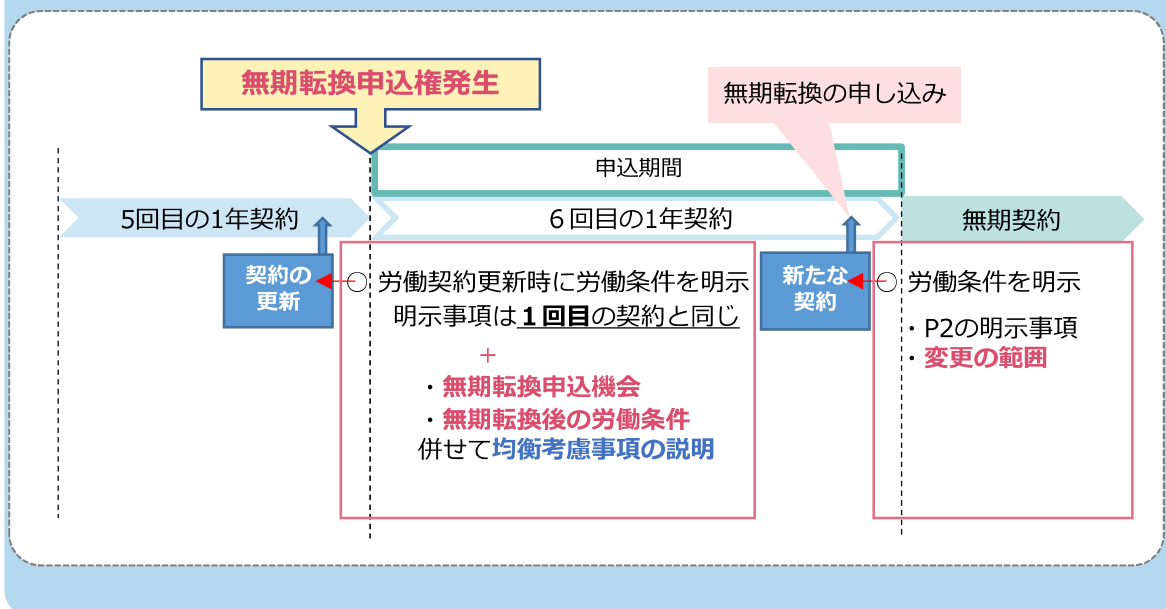 無期転換申込権発生
無期転換の申し込み
申込期間
5回目の1年契約
６回目の1年契約
無期契約
契約の
更新
○ 労働契約更新時に労働条件を明示
明示事項は１回目の契約と同じ
＋
・無期転換申込機会
・無期転換後の労働条件
併せて均衡考慮事項の説明
新たな
契約
○ 労働条件を明示
・P2の明示事項
・変更の範囲